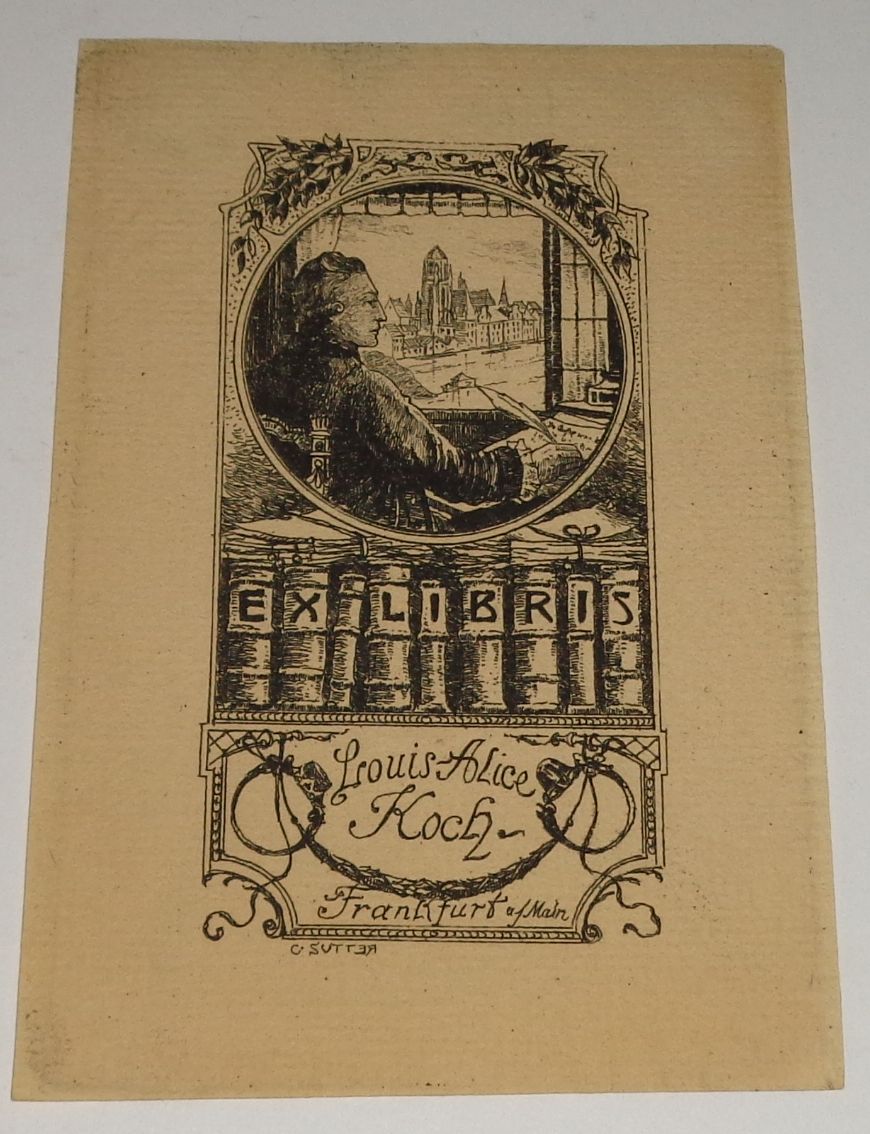 EX LIBRIS
Louis-Alice
Koch
Frankfurt a/Main
C. SUTTER